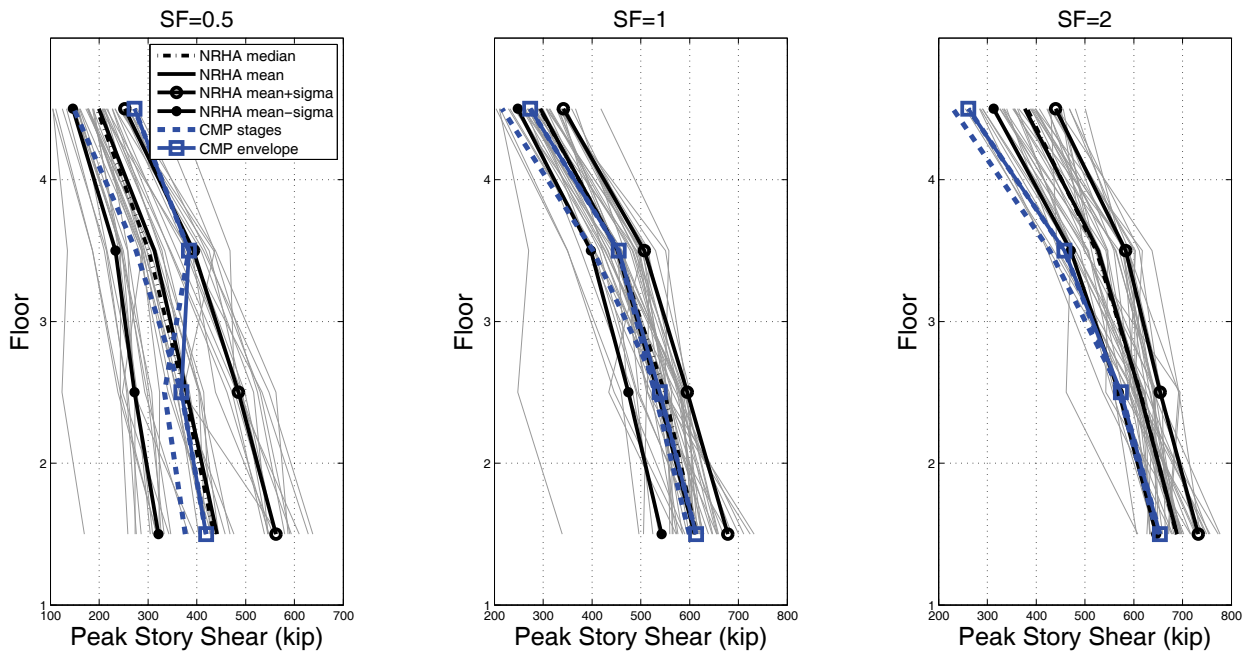 SF=0.5
NRHA median
NRHA mean
NRHA mean+sigma
NRHA mean−sigma
CMP stages
CMP envelope
4
3
2
1
Floor
100 200 300 400 500 600 700
Peak Story Shear (kip)
SF=1
4
3
2
1
Floor
200 300 400 500 600 700 800
Peak Story Shear (kip)
SF=2
4
3
2
1
Floor
200 300 400 500 600 700 800
Peak Story Shear (kip)